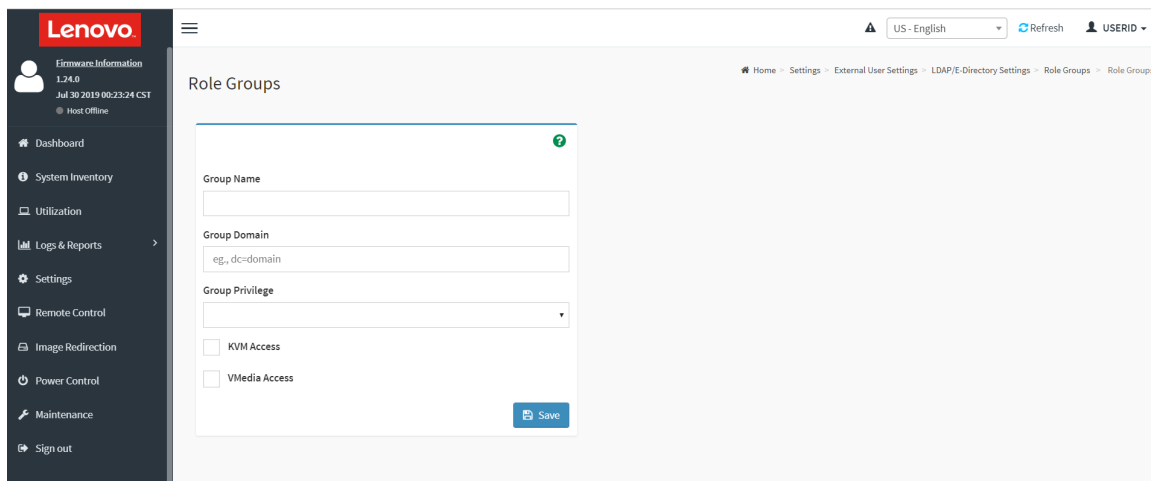 Lenovo
Firmware Information
1.24.0
Jul 30 2019 00:23:24 CST
Host Offline
Dashboard
System Inventory
Utilization
Logs & Reports
Settings
Remote Control
Image Redirection
Power Control
Maintenance
Sign out
US - English
Refresh
USERID
Role Groups
Home > Settings > External User Settings > LDAP/E-Directory Settings > Role Groups > Role Groups
Group Name
Group Domain
eg., dc=domain
Group Privilege
KVM Access
VMedia Access
Save